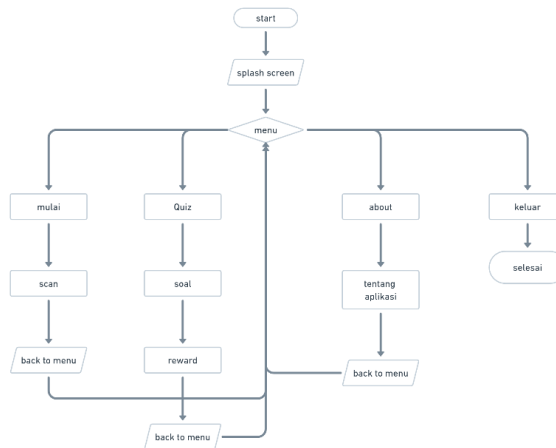 start
splash screen
menu
mulai
Quiz
about
keluar
scan
soal
tentang
aplikasi
selesai
back to menu
reward
back to menu
back to menu